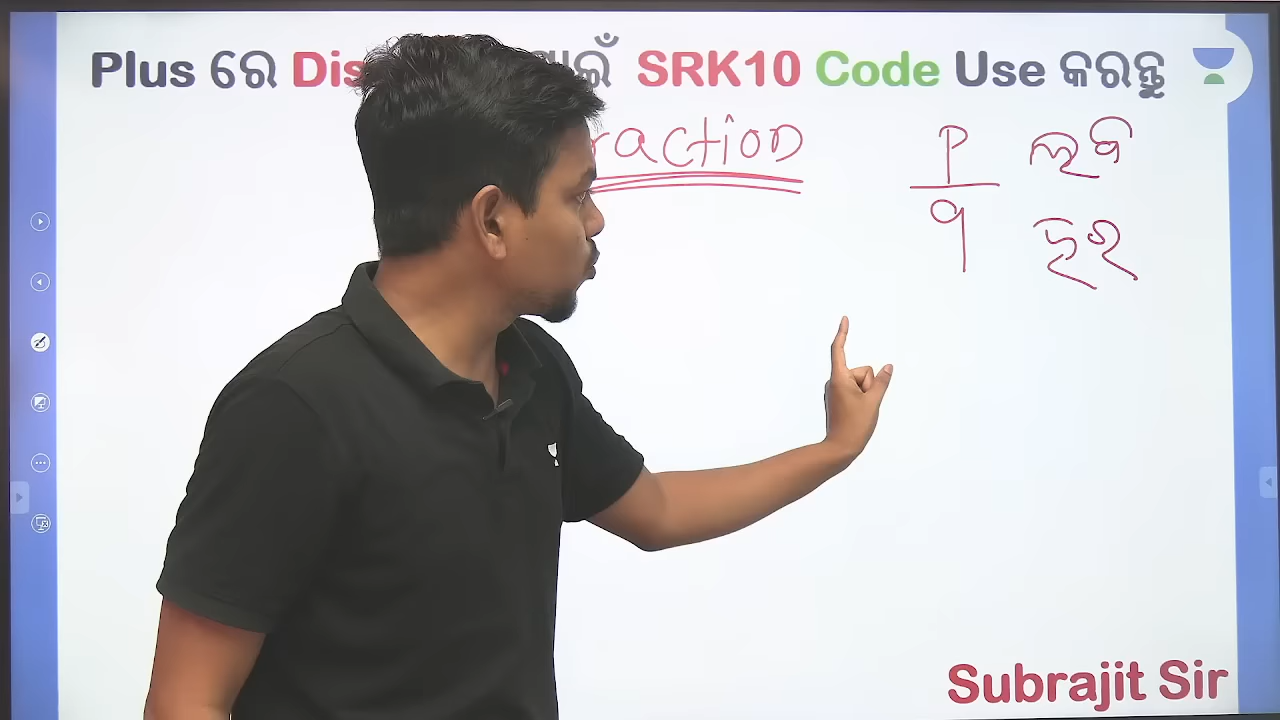 Plus ରେ Dis ପାଇଁ SRK10 Code Use କରନ୍ତୁ
raction
P ଲବ
q ହର
Subrajit Sir